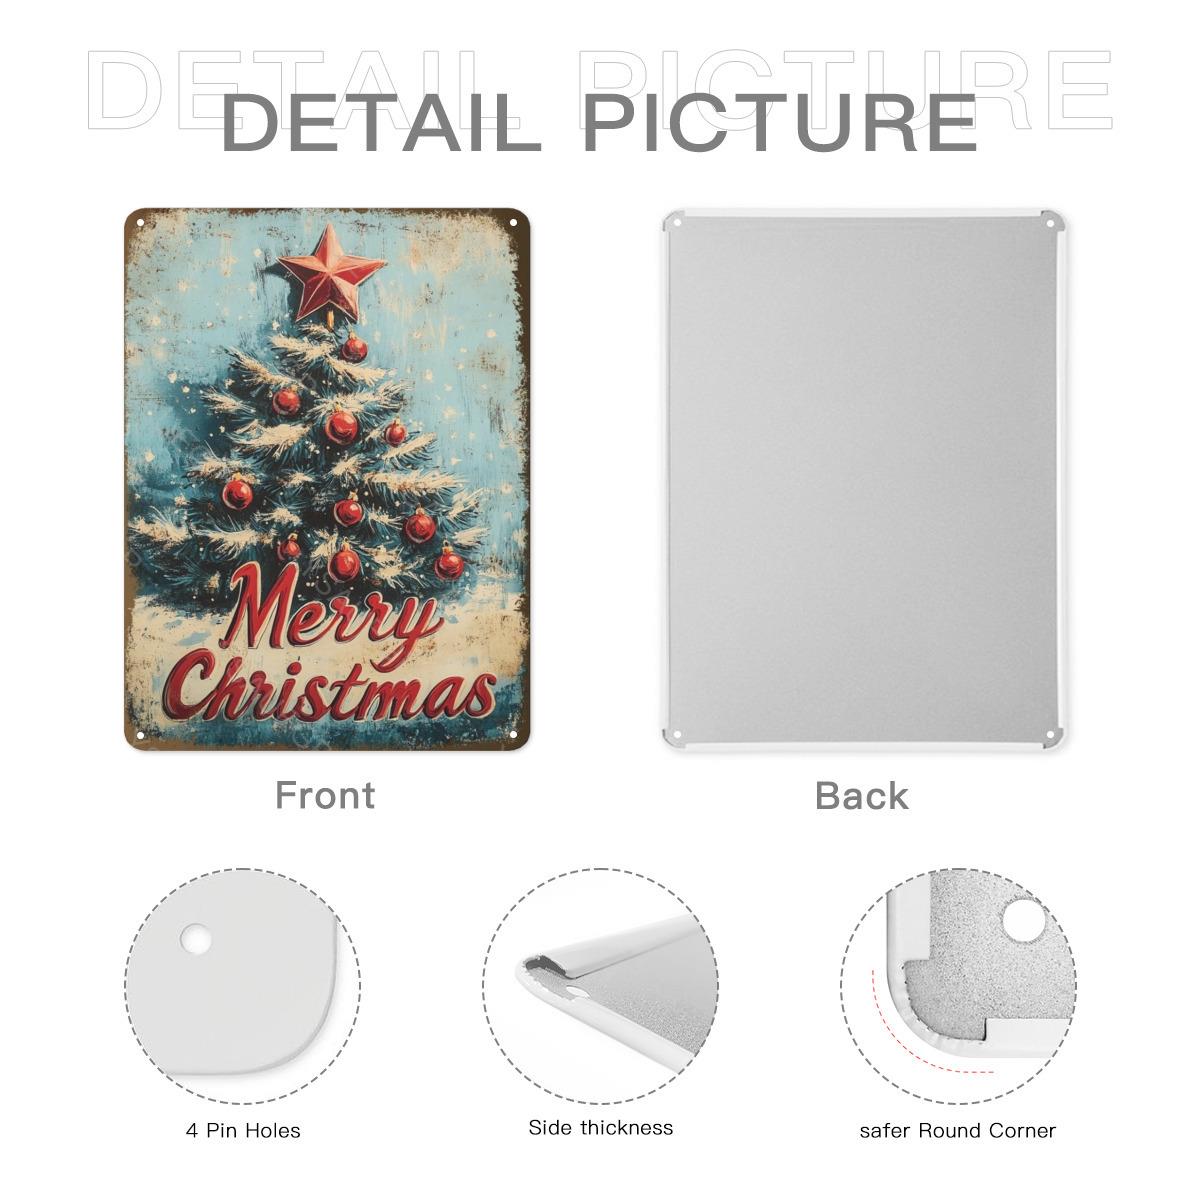 DETAIL PICTURE
DETAIL PICTURE
Merry
Christmas
Front
Back
4 Pin Holes
Side thickness
safer Round Corner